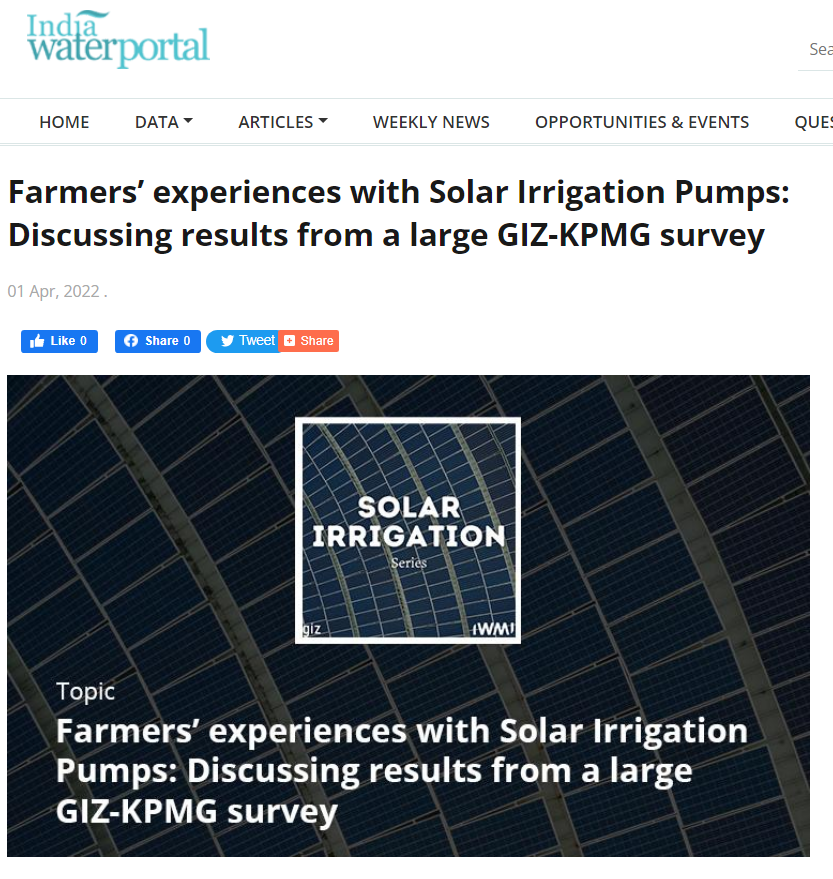 India
waterportal
Sea
HOME DATA ARTICLES WEEKLY NEWS OPPORTUNITIES & EVENTS QUES
Farmers’ experiences with Solar Irrigation Pumps:
Discussing results from a large GIZ-KPMG survey
01 Apr, 2022 .
Like 0 Share 0 Tweet Share
SOLAR
IRRIGATION
Series
giz IWMI
Topic
Farmers’ experiences with Solar Irrigation
Pumps: Discussing results from a large
GIZ-KPMG survey